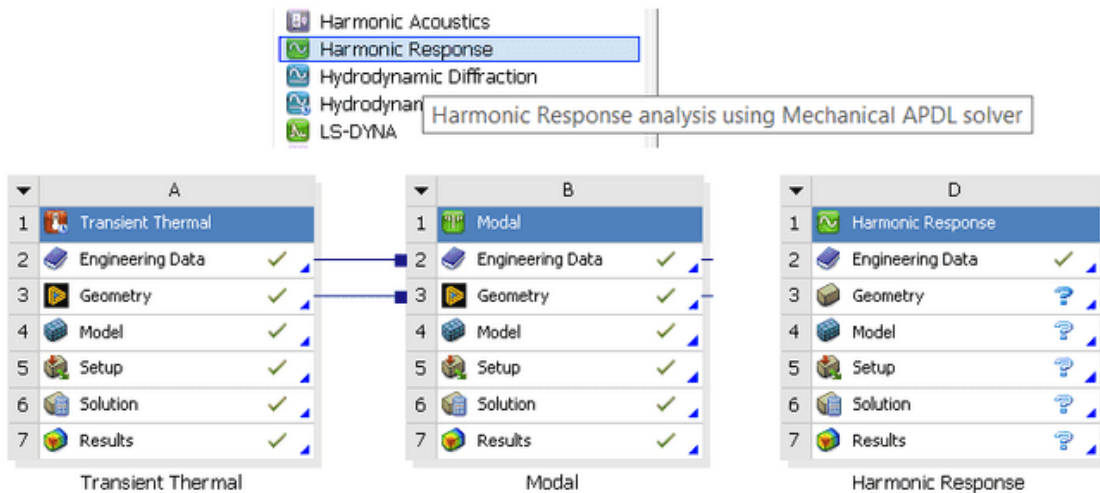 Harmonic Acoustics
Harmonic Response
Hydrodynamic Diffraction
Hydrodynan
Harmonic Response analysis using Mechanical APDL solver
LS-DYNA
A
1 Transient Thermal
2 Engineering Data
3 Geometry
4 Model
5 Setup
6 Solution
7 Results
Transient Thermal
B
1 Modal
2 Engineering Data
3 Geometry
4 Model
5 Setup
6 Solution
7 Results
Modal
D
1 Harmonic Response
2 Engineering Data
3 Geometry
4 Model
5 Setup
6 Solution
7 Results
Harmonic Response